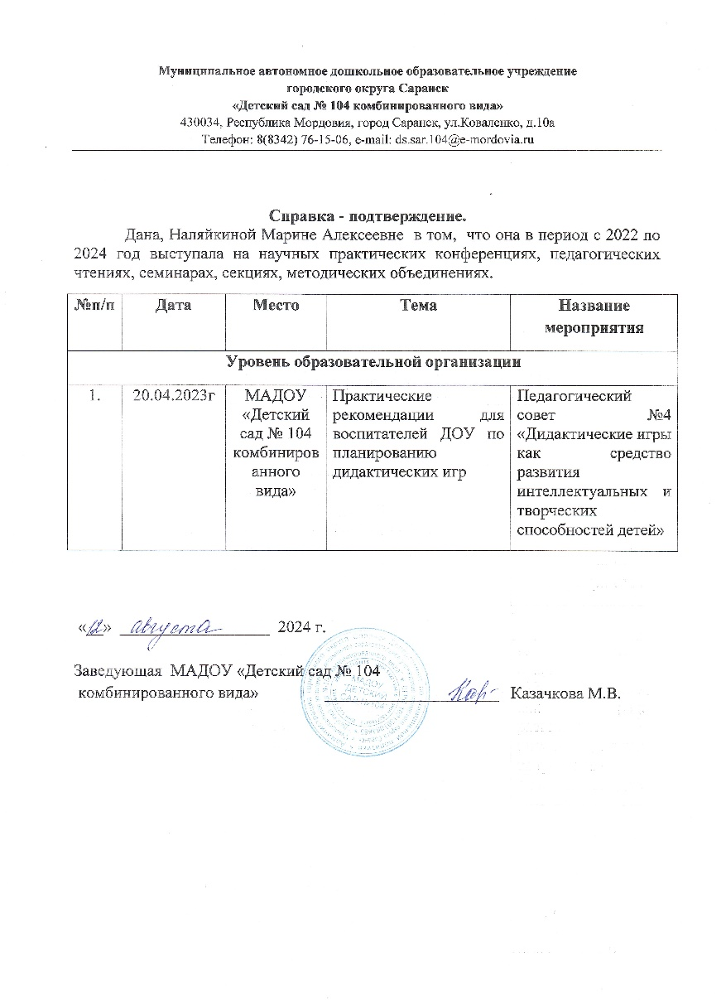 Муниципальное автономное дошкольное образовательное учреждение
городского округа Саранск
«Детский сад № 104 комбинированного вида»
430034, Республика Мордовия, город Саранск, ул.Коваленко, д.10а
Телефон: 8(8342) 76-15-06, e-mail: ds.sar.104@e-mordovia.ru
Справка - подтверждение.
Дана, Наляйкиной Марине Алексеевне в том, что она в период с 2022 по
2024 год выступала на научных практических конференциях, педагогических
чтениях, семинарах, секциях, методических объединениях.
№п/п Дата Место Тема Название
мероприятия
Уровень образовательной организации
1. 20.04.2023г МАДОУ Практические Педагогический
«Детский рекомендации для совет №4
сад № 104 воспитателей ДОУ по «Дидактические игры
комбиниров планированию как средство
анного дидактических игр развития
вида» интеллектуальных и
творческих
способностей детей»
«12» августа 2024 г.
Заведующая МАДОУ «Детский сад № 104
комбинированного вида» Казачкова М.В.
МАДОУ
ДЕТСКИЙ